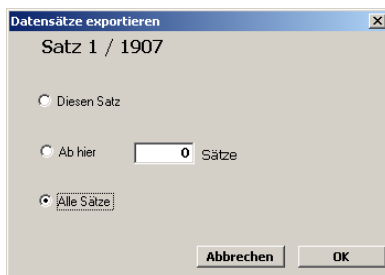 Datensätze exportieren
Satz 1 / 1907
Diesen Satz
Ab hier 0 Sätze
Alle Sätze
Abbrechen OK